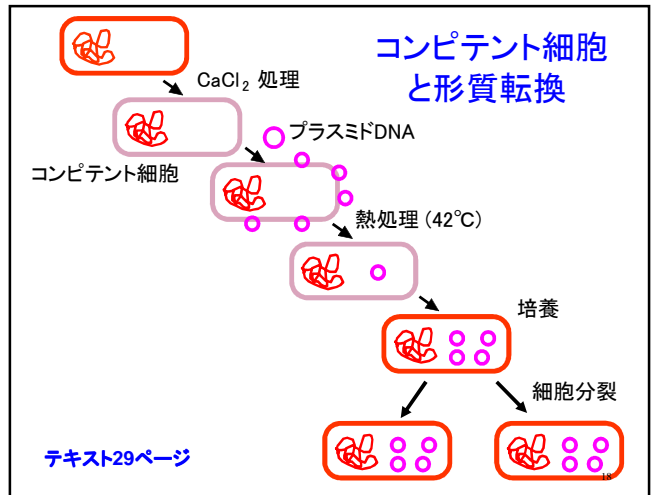 コンピテント細胞
と形質転換
CaCl₂ 処理
プラスミドDNA
コンピテント細胞
熱処理 (42℃)
培養
細胞分裂
テキスト29ページ
18